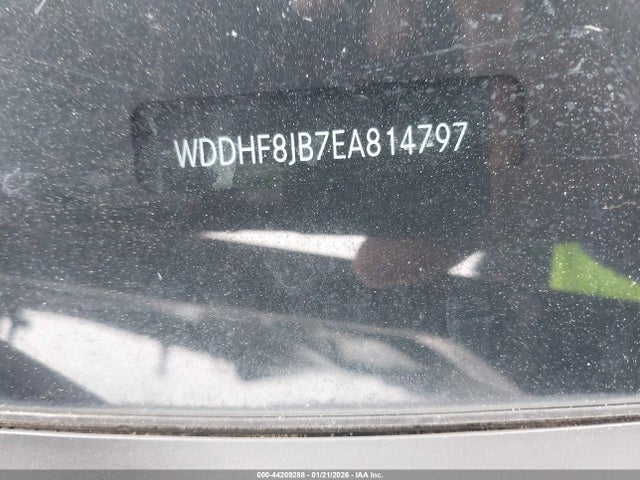 WDDHF8JB7EA814797
000-44209288 - 01/21/2026 - IAA Inc.